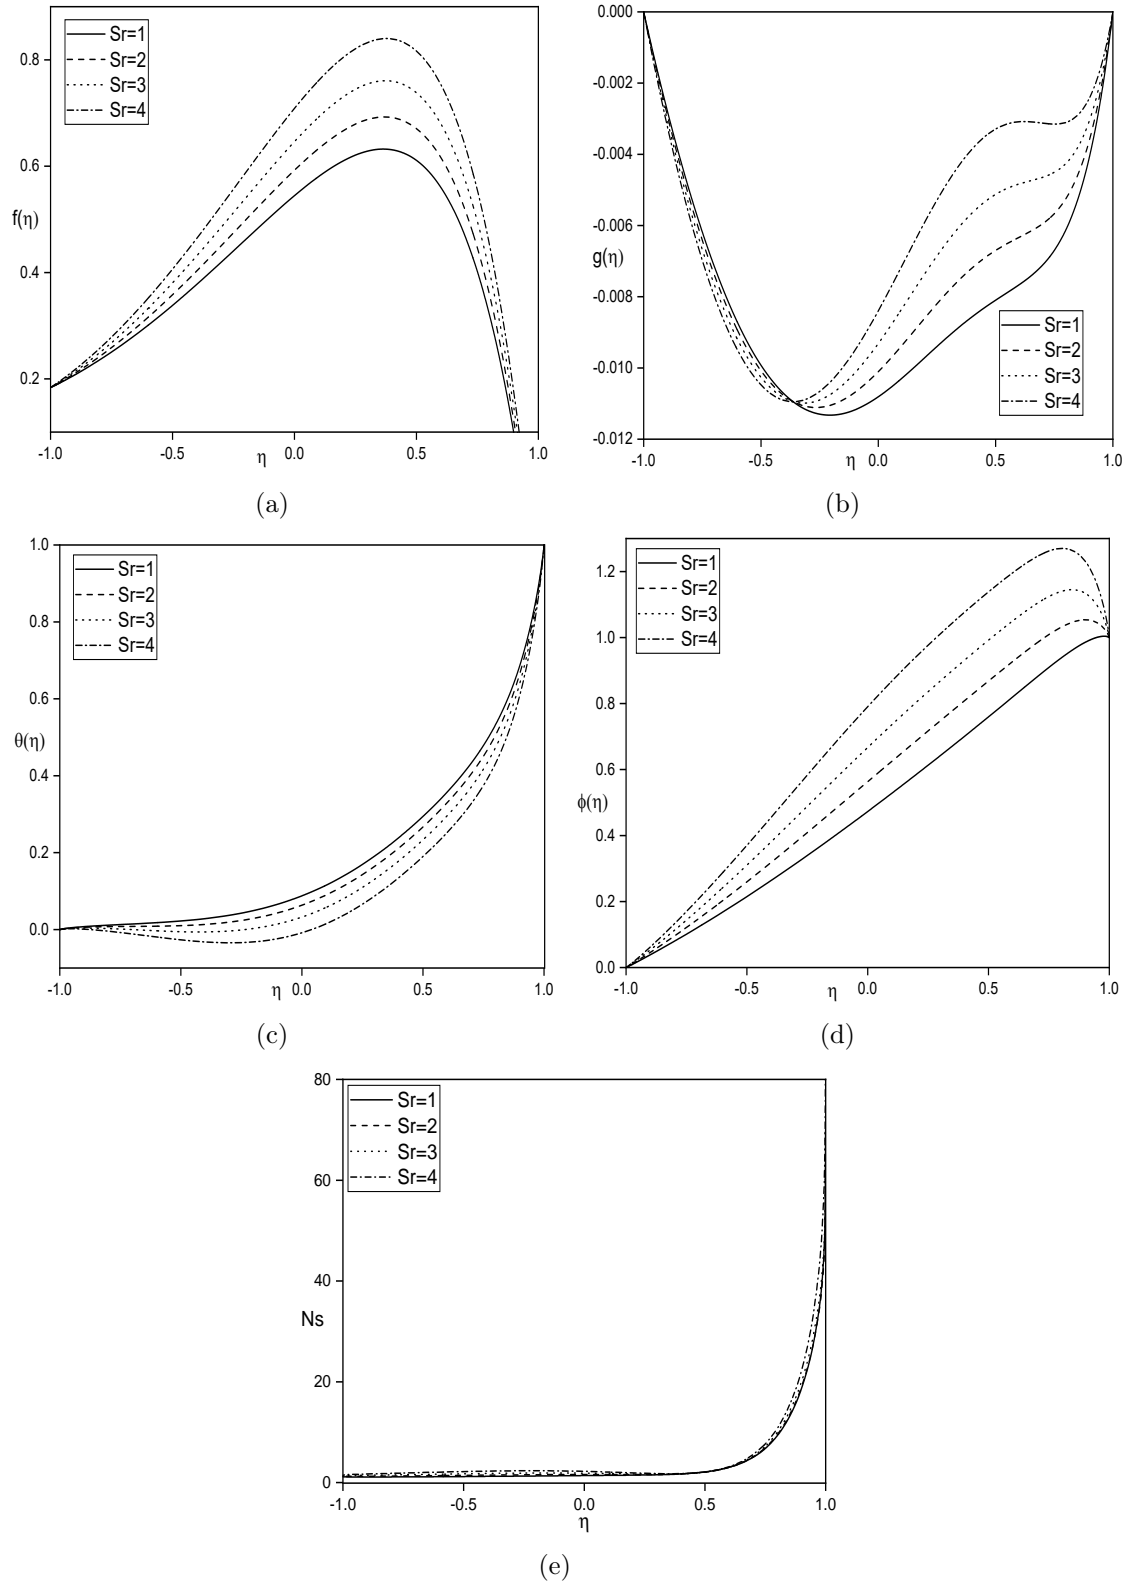 Sr=1
Sr=2
Sr=3
Sr=4
0.8
0.6
f(η)
0.4
0.2
-1.0 -0.5 0.0 0.5 1.0
η
(a)
0.000
-0.002
-0.004
-0.006
g(η)
-0.008
-0.010
-0.012
Sr=1
Sr=2
Sr=3
Sr=4
-1.0 -0.5 0.0 0.5 1.0
η
(b)
1.0
Sr=1
Sr=2
Sr=3
Sr=4
0.8
0.6
θ(η)
0.4
0.2
0.0
-1.0 -0.5 0.0 0.5 1.0
η
(c)
Sr=1
Sr=2
Sr=3
Sr=4
1.2
1.0
0.8
0.6
ϕ(η)
0.4
0.2
0.0
-1.0 -0.5 0.0 0.5 1.0
η
(d)
80
Sr=1
Sr=2
Sr=3
Sr=4
60
40
Ns
20
0
-1.0 -0.5 0.0 0.5 1.0
η
(e)